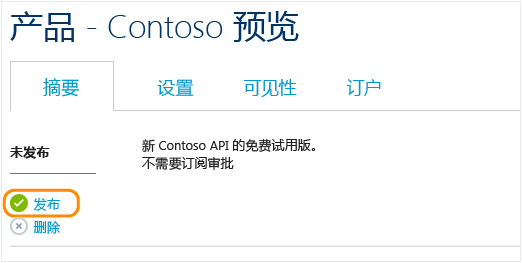 产品 - Contoso 预览
摘要 设置 可见性 订户
未发布
新 Contoso API 的免费试用版。
不需要订阅审批
发布
删除